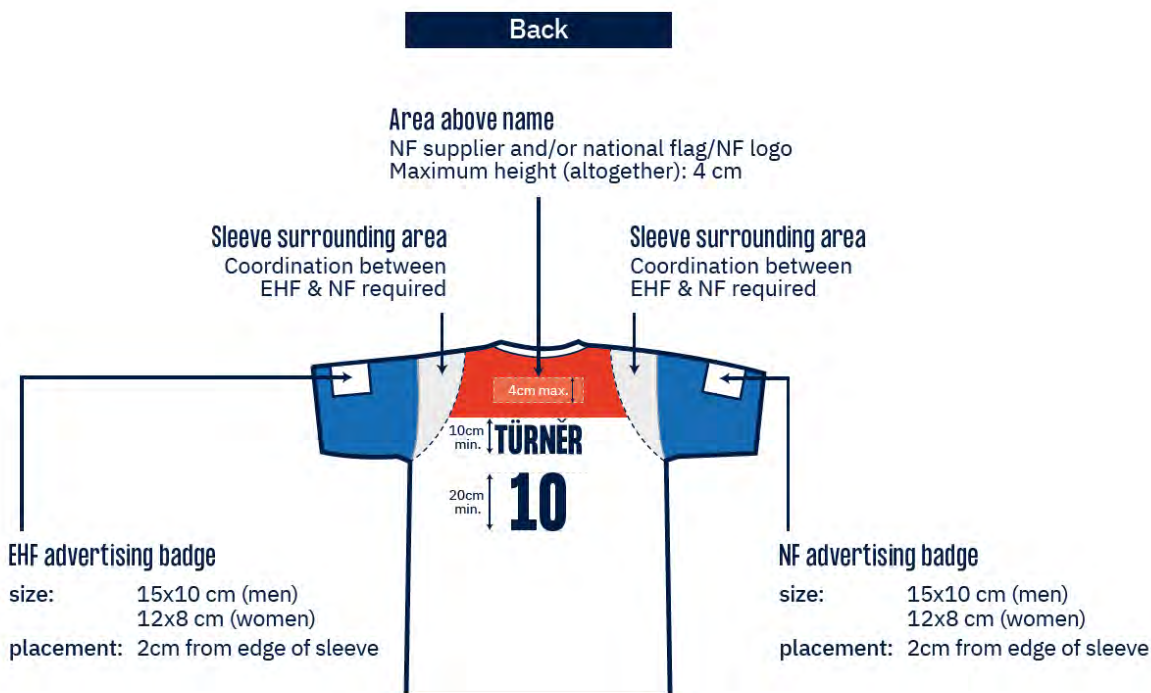 Back
Area above name
NF supplier and/or national flag/NF logo
Maximum height (altogether): 4 cm
Sleeve surrounding area
Coordination between
EHF & NF required
Sleeve surrounding area
Coordination between
EHF & NF required
4cm max.
10cm
min.
TÜRNĚR
20cm
min.
10
EHF advertising badge
size: 15x10 cm (men)
12x8 cm (women)
placement: 2cm from edge of sleeve
NF advertising badge
size: 15x10 cm (men)
12x8 cm (women)
placement: 2cm from edge of sleeve